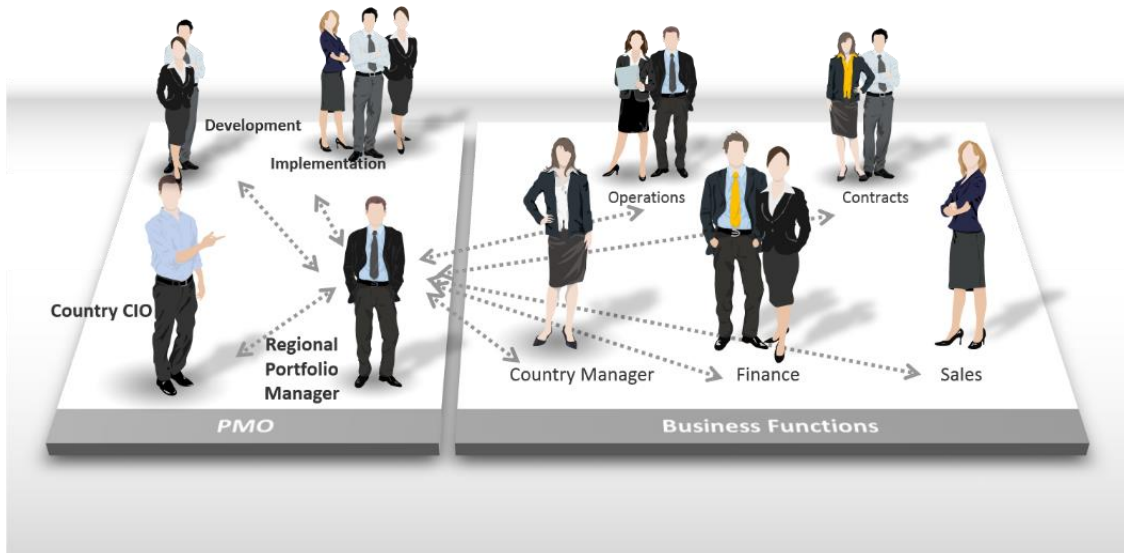 Development
Implementation
Operations
Contracts
Country CIO
Regional
Portfolio
Manager
Country Manager
Finance
Sales
PMO
Business Functions